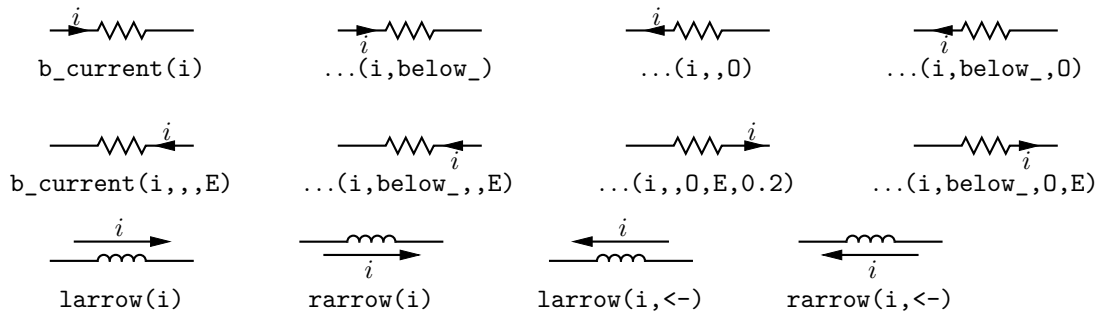 i i i i
b_current(i) ...(i,below_) ...(i,,O) ...(i,below_,O)
i i i i
b_current(i,,,E) ...(i,below_,,E) ...(i,,O,E,0.2) ...(i,below_,O,E)
i i i i
larrow(i) rarrow(i) larrow(i,<-) rarrow(i,<-)